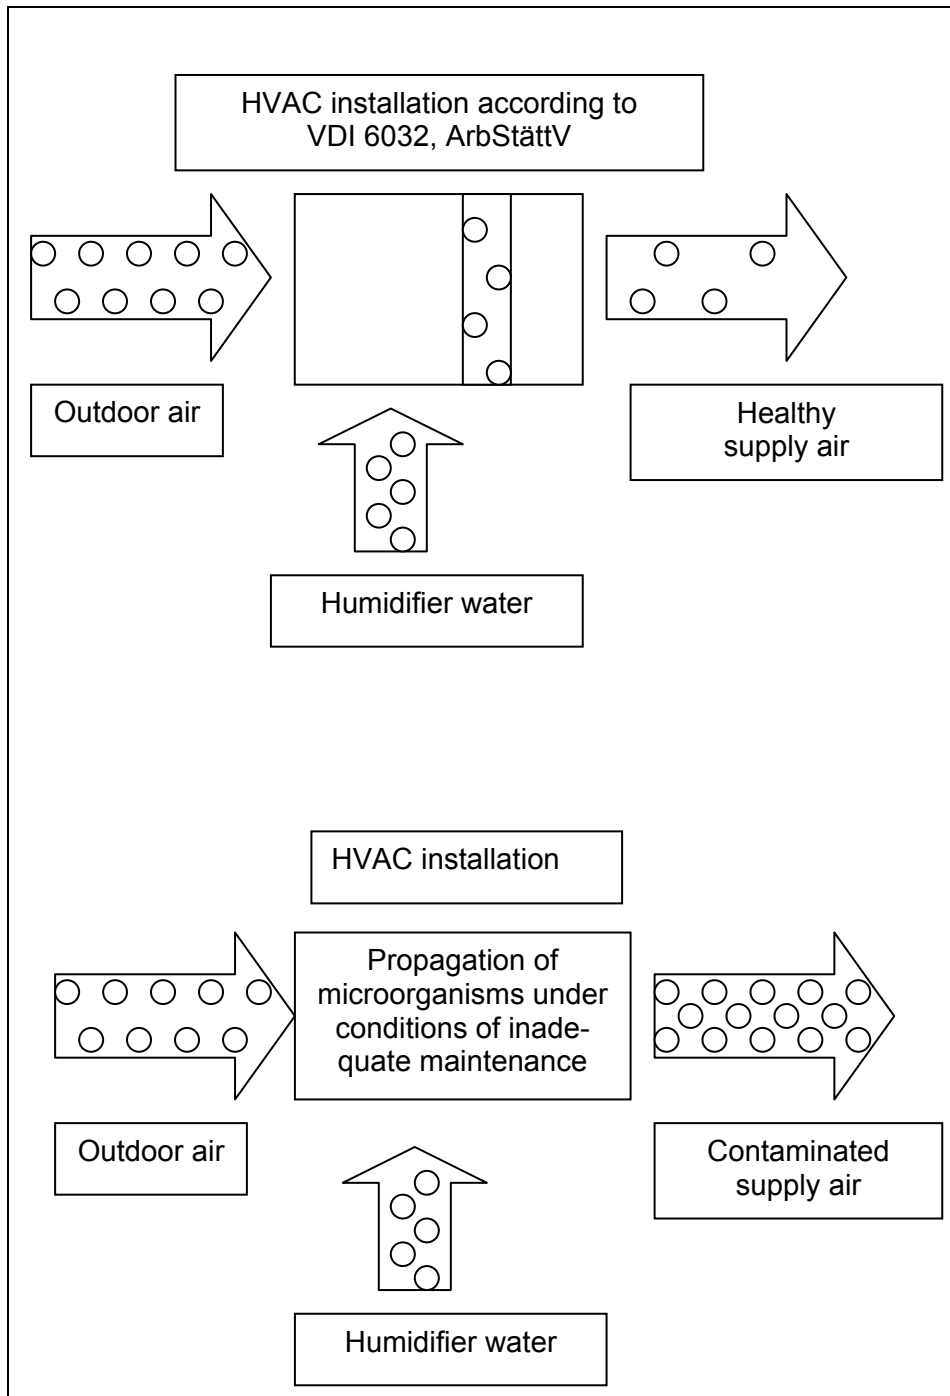 HVAC installation according to
VDI 6032, ArbStättV
Outdoor air
Healthy
supply air
Humidifier water
HVAC installation
Propagation of
microorganisms under
conditions of inade-
quate maintenance
Outdoor air
Contaminated
supply air
Humidifier water